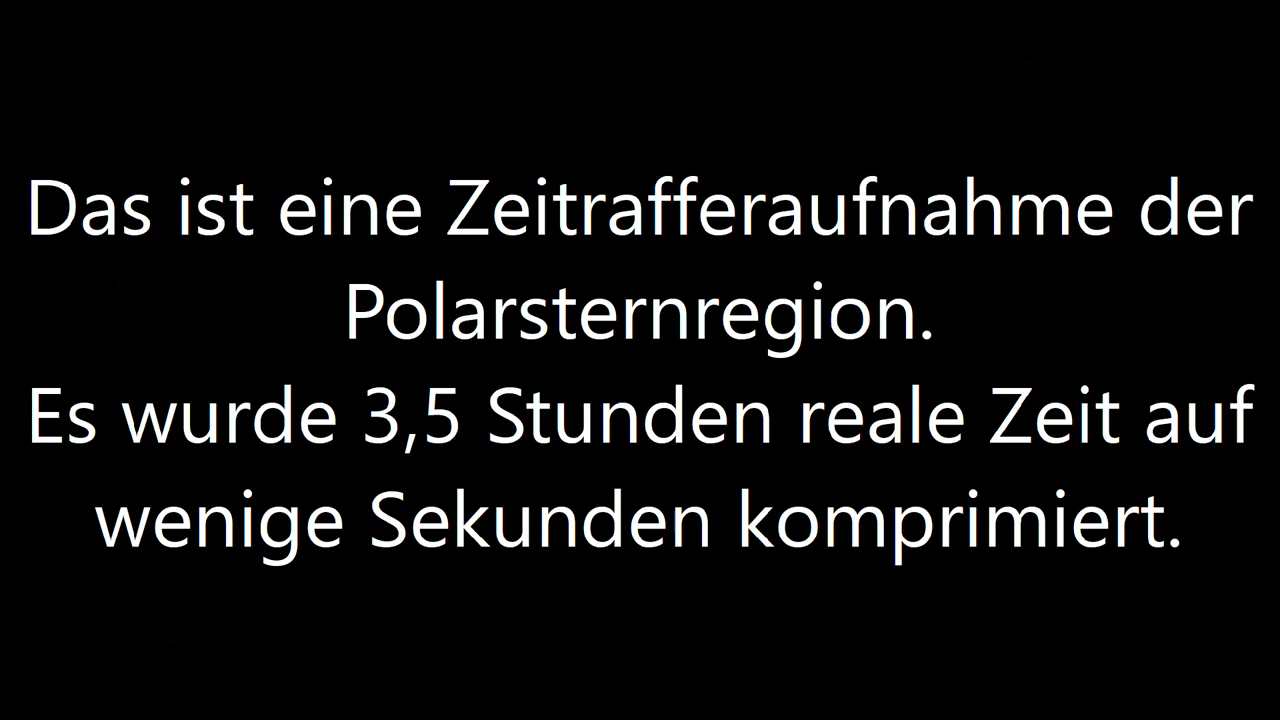 Das ist eine Zeitrafferaufnahme der
Polarsternregion.
Es wurde 3,5 Stunden reale Zeit auf
wenige Sekunden komprimiert.